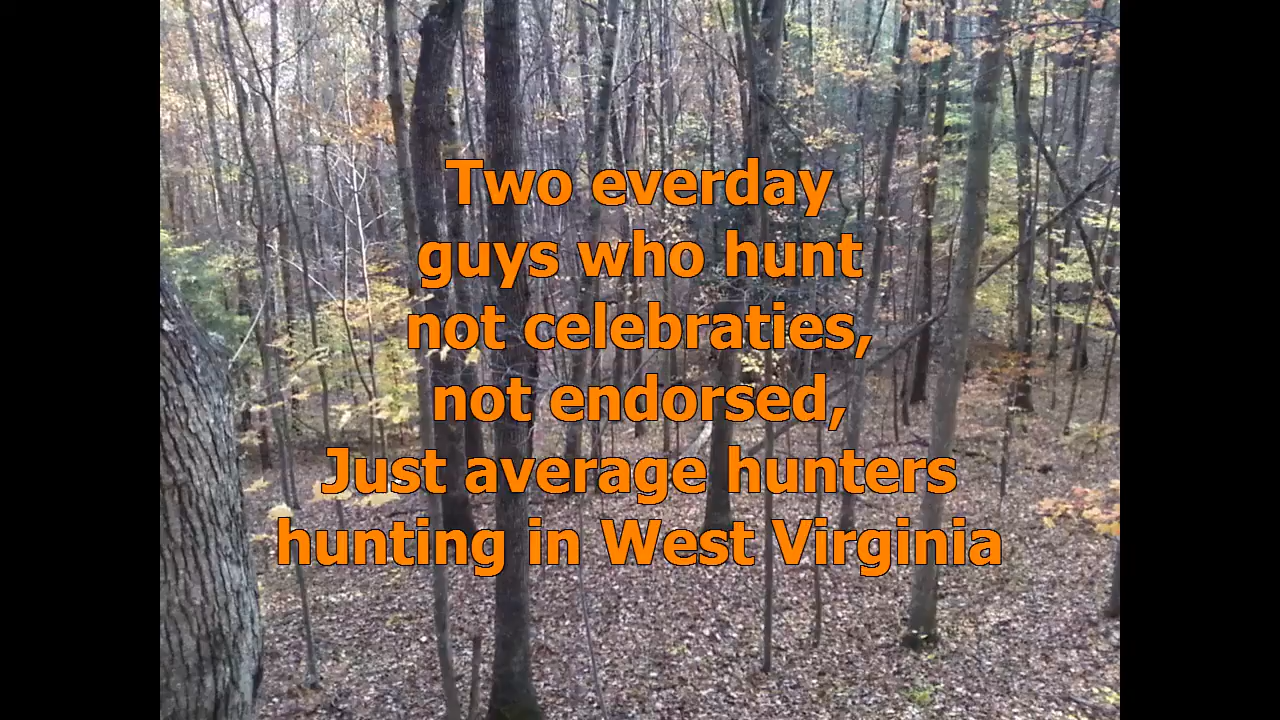 Two everday
guys who hunt
not celebraties,
not endorsed,
Just average hunters
hunting in West Virginia